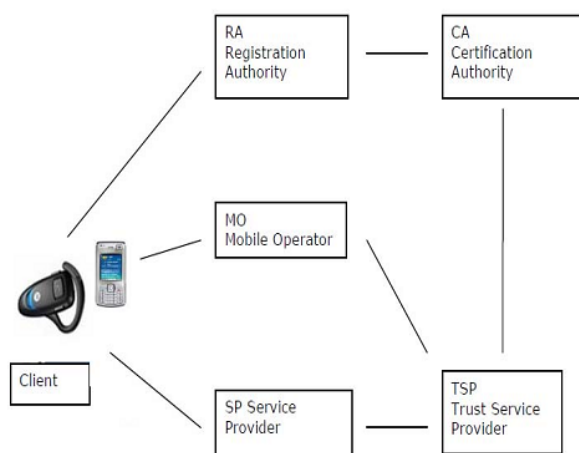 RA
Registration
Authority
CA
Certification
Authority
MO
Mobile Operator
Client
SP Service
Provider
TSP
Trust Service
Provider